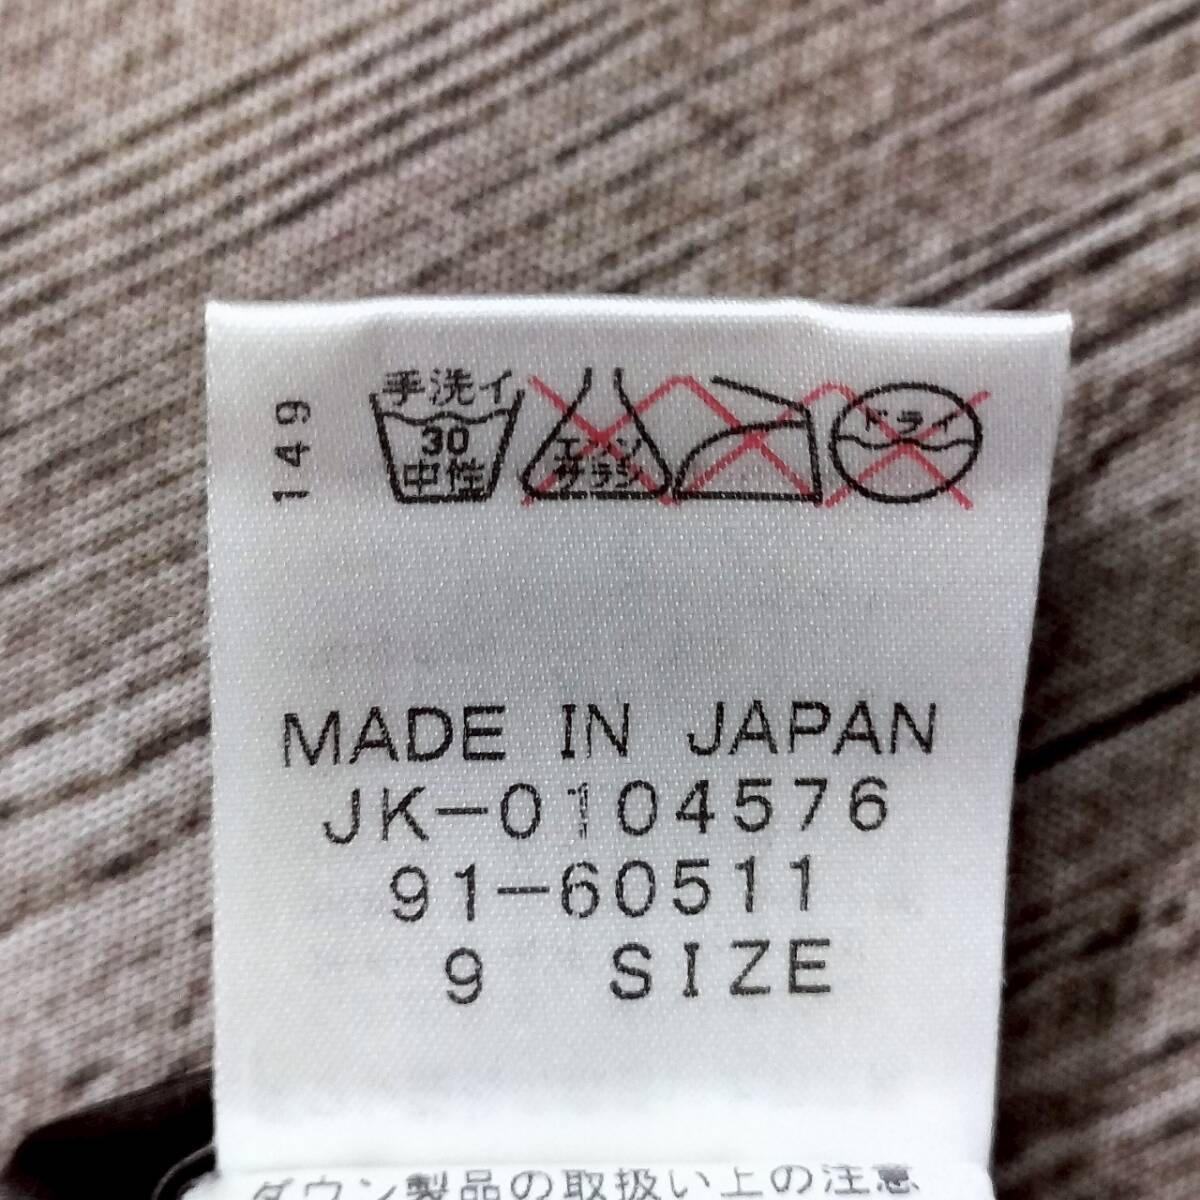 149
手洗イ
30
中性
エンソ
サラシ
ドライ
MADE IN JAPAN
JK-0104576
91-60511
9 SIZE
ダウン製品の取扱い上の注意